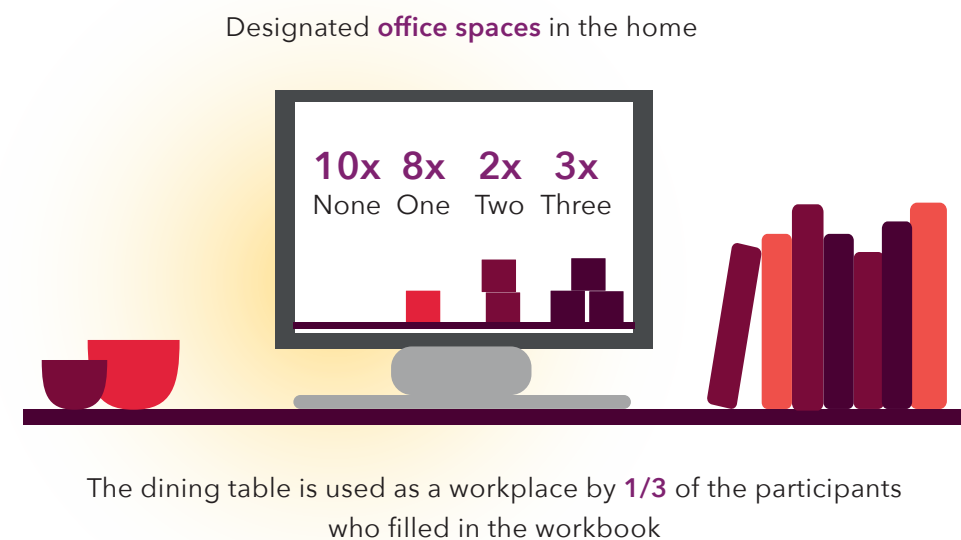 Designated office spaces in the home
10x 8x 2x 3x
None One Two Three
The dining table is used as a workplace by 1/3 of the participants
who filled in the workbook